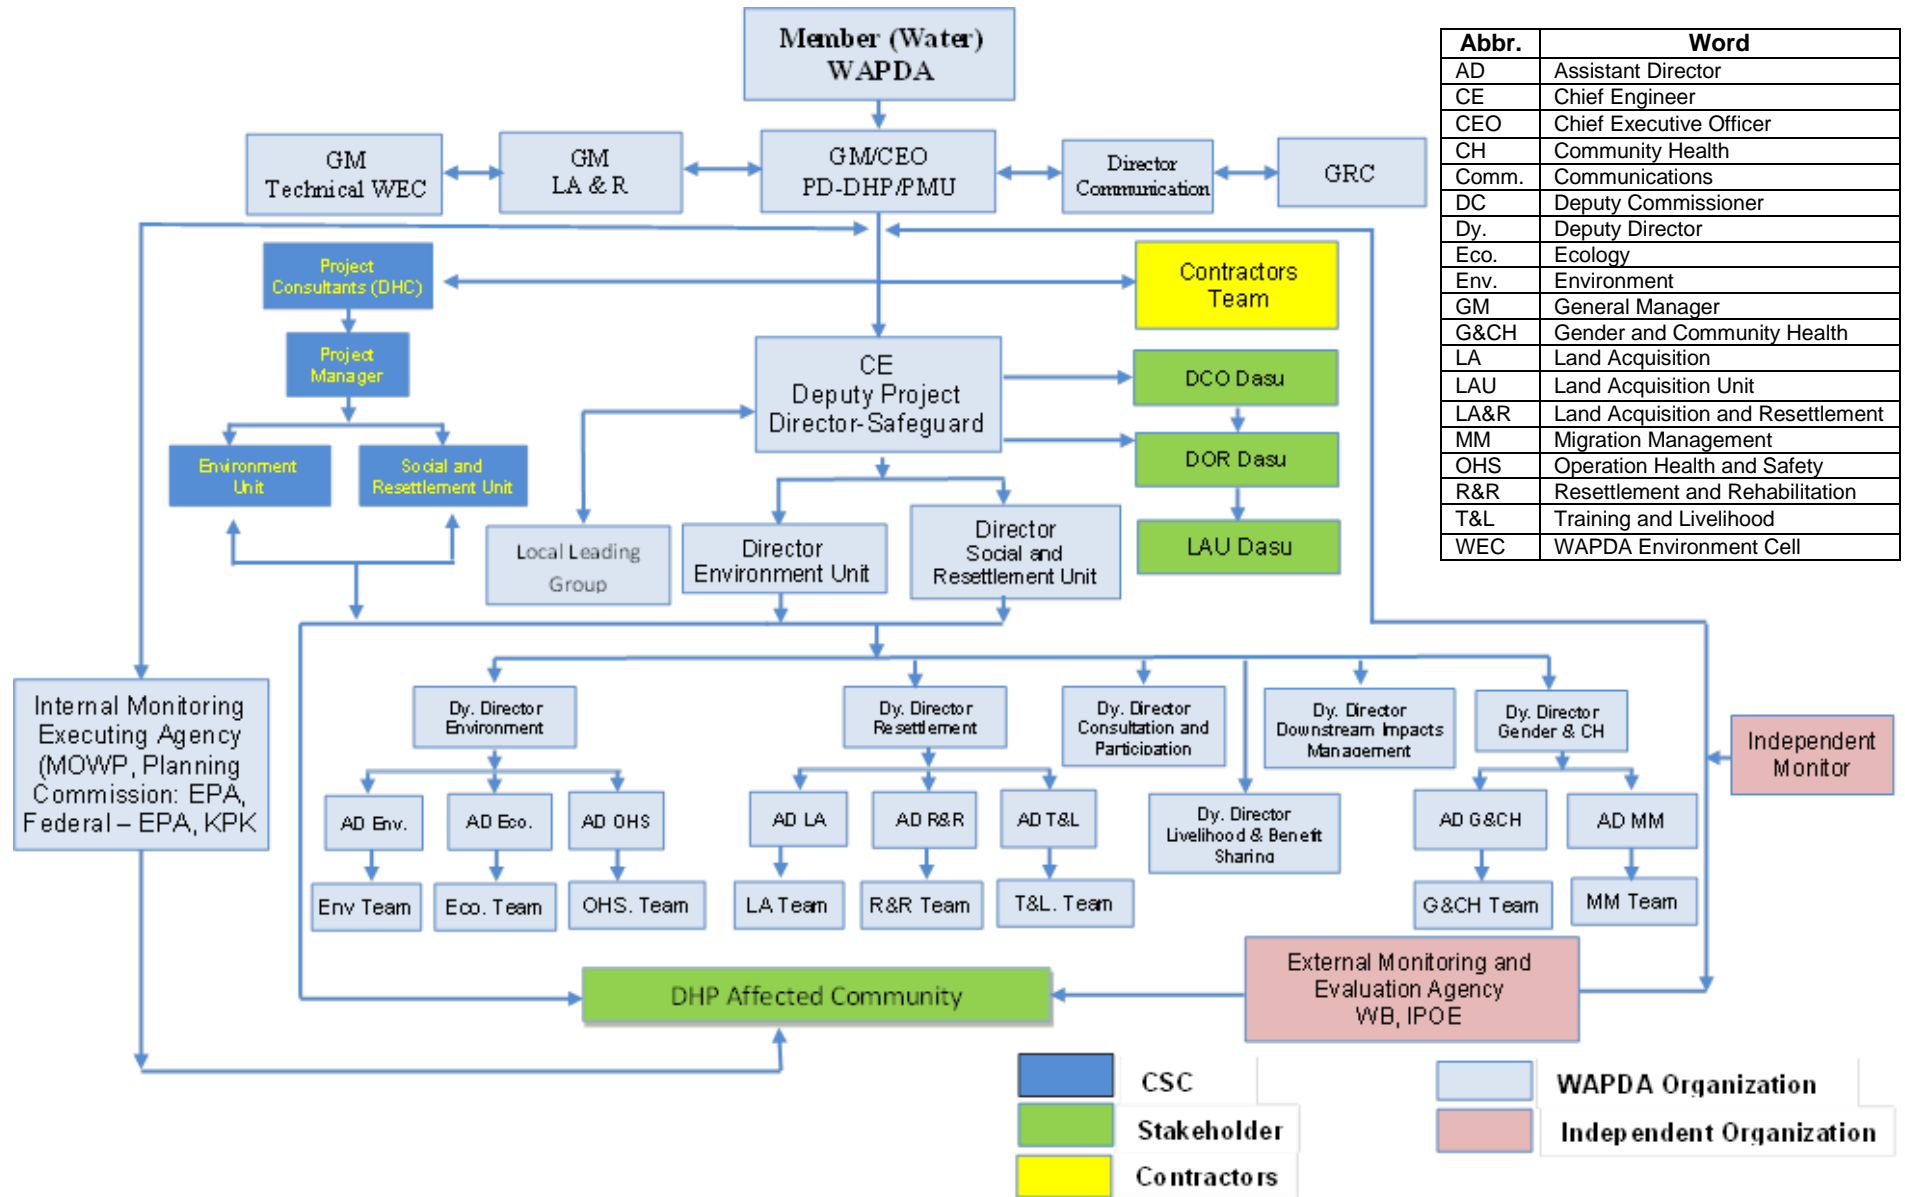 Member (Water)
WAPDA
GM
Technical WEC
GM
LA & R
GM/CEO
PD-DHP/PMU
Director
Communication
GRC
Project
Consultants (DHC)
Contractors
Team
Project
Manager
CE
Deputy Project
Director-Safeguard
DCO Dasu
DOR Dasu
LAU Dasu
Environment
Unit
Social and
Resettlement Unit
Local Leading
Group
Director
Environment Unit
Director
Social and
Resettlement Unit
Internal Monitoring
Executing Agency
(MOWP, Planning
Commission: EPA,
Federal – EPA, KPK
Dy. Director
Environment
Dy. Director
Resettlement
Dy. Director
Consultation and
Participation
Dy. Director
Downstream Impacts
Management
Dy. Director
Gender & CH
Independent
Monitor
AD Env.
AD Eco.
AD OHS
AD LA
AD R&R
AD T&L
Dy. Director
Livelihood & Benefit
Sharing
AD G&CH
AD MM
Env Team
Eco. Team
OHS. Team
LA Team
R&R Team
T&L. Team
G&CH Team
MM Team
DHP Affected Community
External Monitoring and
Evaluation Agency
WB, IPOE
CSC
Stakeholder
Contractors
WAPDA Organization
Independent Organization
Abbr. Word
AD Assistant Director
CE Chief Engineer
CEO Chief Executive Officer
CH Community Health
Comm. Communications
DC Deputy Commissioner
Dy. Deputy Director
Eco. Ecology
Env. Environment
GM General Manager
G&CH Gender and Community Health
LA Land Acquisition
LAU Land Acquisition Unit
LA&R Land Acquisition and Resettlement
MM Migration Management
OHS Operation Health and Safety
R&R Resettlement and Rehabilitation
T&L Training and Livelihood
WEC WAPDA Environment Cell